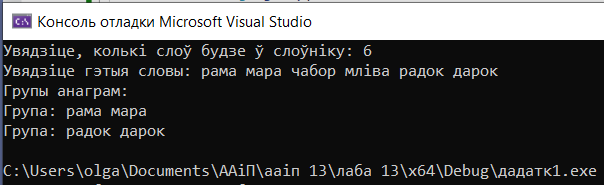 Консоль отладки Microsoft Visual Studio
Увядзіце, колькі слоў будзе ў слоўніку: 6
Увядзіце гэтыя словы: рама мара чабор мліва радок дарок
Групы анаграм:
Група: рама мара
Група: радок дарок
C:\Users\olga\Documents\ААіП\ааіп 13\лаба 13\x64\Debug\дадатк1.exe